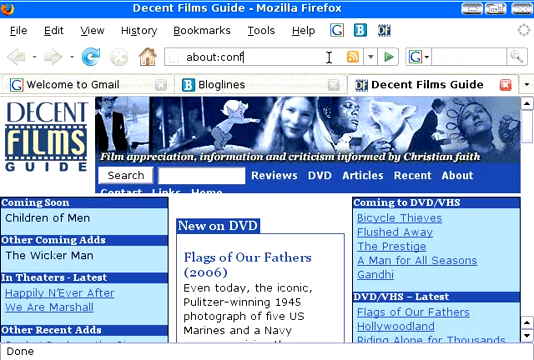 Decent Films Guide - Mozilla Firefox
File Edit View History Bookmarks Tools Help G B DF
about:conf
G
G Welcome to Gmail B Bloglines DF Decent Films Guide
DECENT
FILMS
GUIDE
Film appreciation, information and criticism informed by Christian faith
Search Reviews DVD Articles Recent About
Contact Links Home
Coming Soon
Children of Men
Other Coming Adds
The Wicker Man
In Theaters - Latest
Happily N'Ever After
We Are Marshall
Other Recent Adds
New on DVD
Flags of Our Fathers
(2006)
Even today, the iconic,
Pulitzer-winning 1945
photograph of five US
Marines and a Navy
Coming to DVD/VHS
Bicycle Thieves
Flushed Away
The Prestige
A Man for All Seasons
Gandhi
DVD/VHS - Latest
Flags of Our Fathers
Hollywoodland
Riding Alone for Thousands
Done